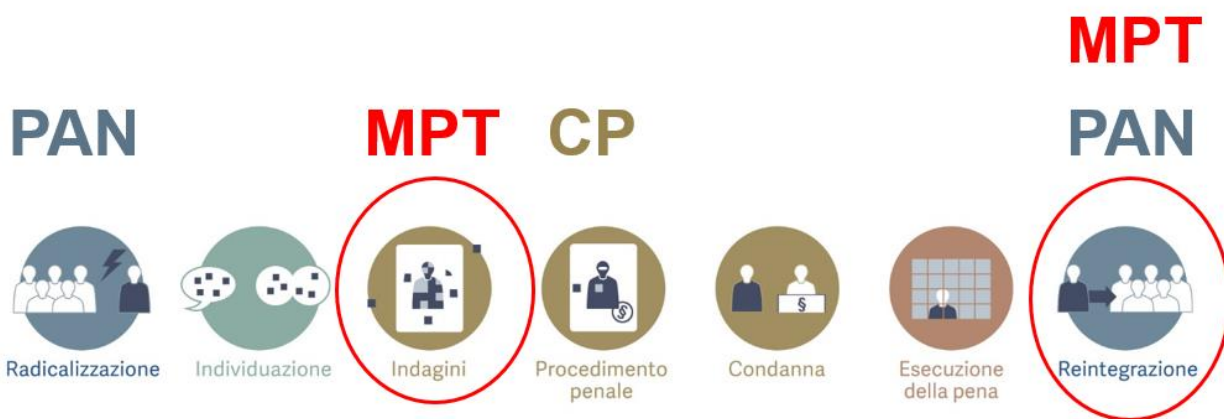 MPT
PAN MPT CP PAN
§
§
Radicalizzazione Individuazione Indagini Procedimento penale Condanna Esecuzione della pena Reintegrazione